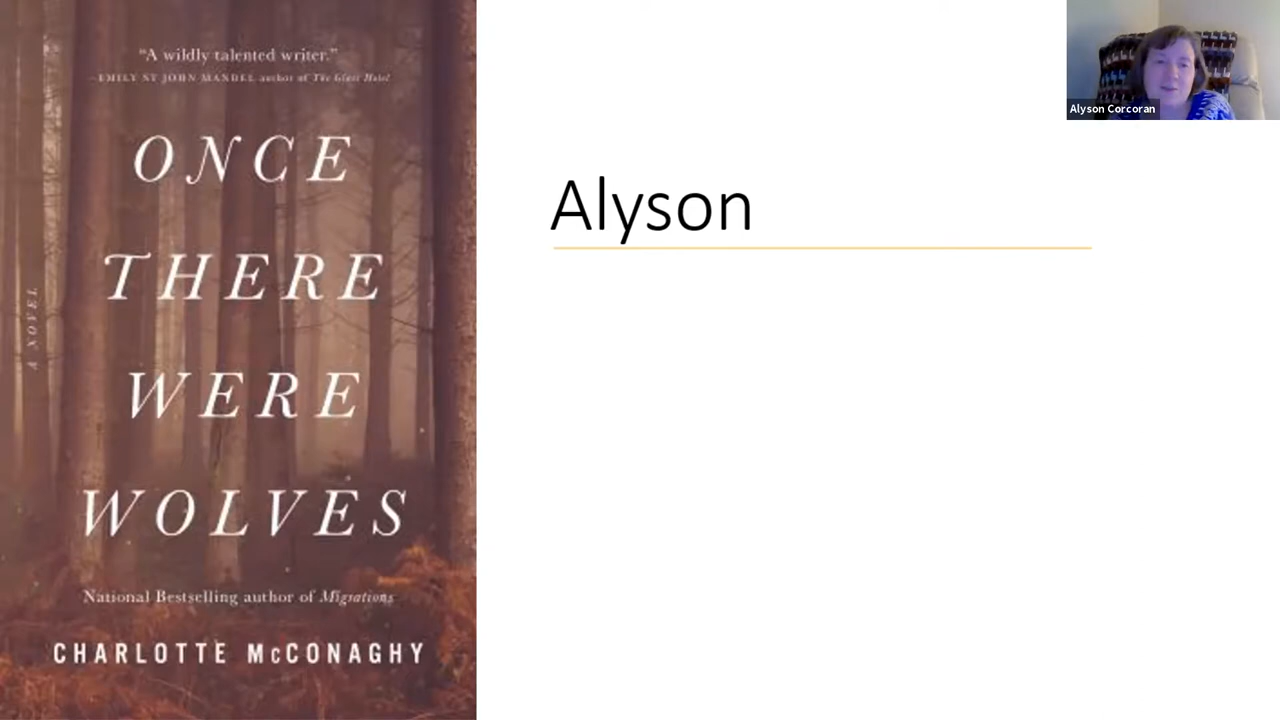 “A wildly talented writer.”
—EMILY ST JOHN MANDEL author of The Glass Hotel
ONCE
THERE
WERE
WOLVES
A NOVEL
National Bestselling author of Migrations
CHARLOTTE McCONAGHY
Alyson
Alyson Corcoran